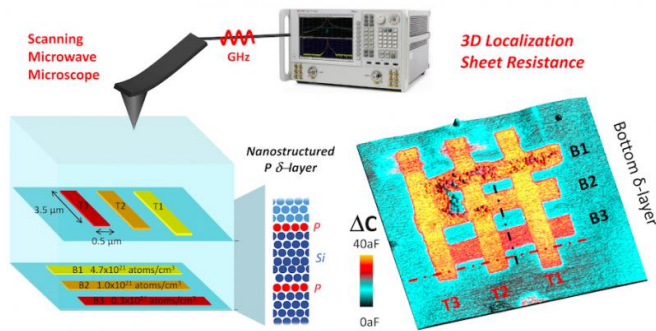 Scanning
Microwave
Microscope
GHz
3D Localization
Sheet Resistance
Nanostructured
P δ-layer
T3
T2
T1
3.5 µm
0.5 µm
B1 4.7x10²¹ atoms/cm³
B2 1.0x10²¹ atoms/cm³
B3 0.3x10²¹ atoms/cm³
P
Si
P
ΔC
40aF
0aF
B1
B2
B3
Bottom δ-layer
T3
T2
T1